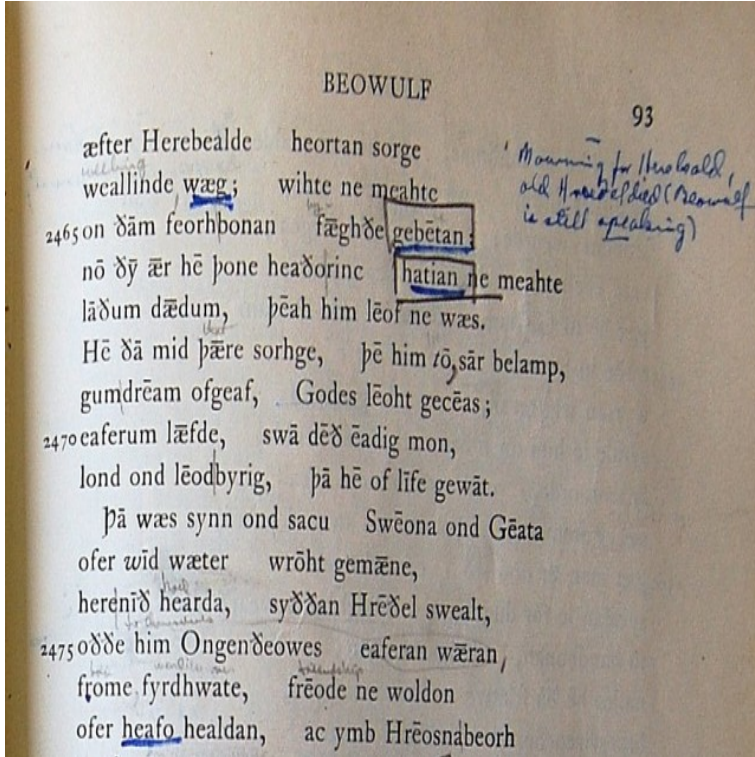 BEOWULF
93
æfter Herebealde heortan sorge
weallinde wæg; wihte ne meahte
2465 on ðām feorhbonan fǣghðe gebētan;
nō ðȳ ǣr hē þone heaðorinc hatian ne meahte
lāðum dǣdum, þēah him lēof ne wæs.
Hē ðā mid þǣre sorhge, þē him tō, sār belamp,
gumdrēam ofgeaf, Godes lēoht gecēas;
2470 eaferum lǣfde, swā dēð ēadig mon,
lond ond lēodbyrig, þā hē of līfe gewāt.
Þā wæs synn ond sacu Swēona ond Gēata
ofer wīd wæter wrōht gemǣne,
herenīð hearda, syððan Hrēðel swealt,
2475 oððe him Ongenðeowes eaferan wǣran,
frome, fyrdhwate, frēode ne woldon
ofer heafo healdan, ac ymb Hrēosnabeorh
Mourning for Herebeald,
old Hrethel died (Beowulf
is still speaking)
welling
friendship